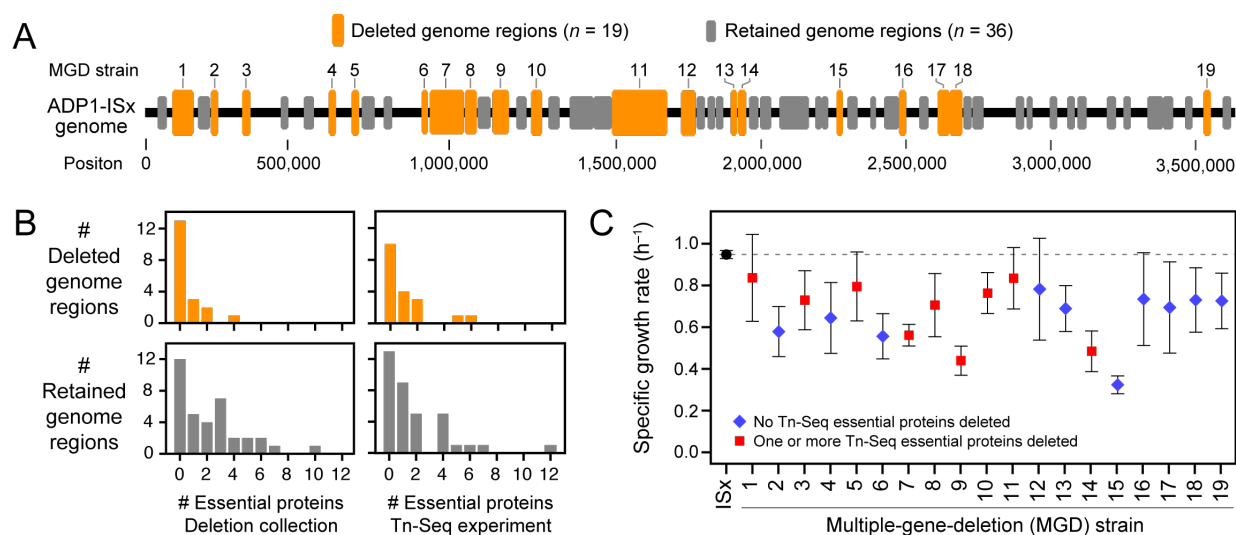 A
Deleted genome regions (n = 19)
Retained genome regions (n = 36)
MGD strain
1 2 3 4 5 6 7 8 9 10 11 12 13 14 15 16 17 18 19
ADP1-ISx
genome
Positon
0 500,000 1,000,000 1,500,000 2,000,000 2,500,000 3,000,000 3,500,000
B
#
Deleted
genome
regions
12
8
4
0
#
Retained
genome
regions
12
8
4
0
0 2 4 6 8 10 12
0 2 4 6 8 10 12
# Essential proteins
Deletion collection
# Essential proteins
Tn-Seq experiment
C
Specific growth rate (h⁻¹)
1.0
0.8
0.6
0.4
0.2
0.0
No Tn-Seq essential proteins deleted
One or more Tn-Seq essential proteins deleted
ISx 1 2 3 4 5 6 7 8 9 10 11 12 13 14 15 16 17 18 19
Multiple-gene-deletion (MGD) strain